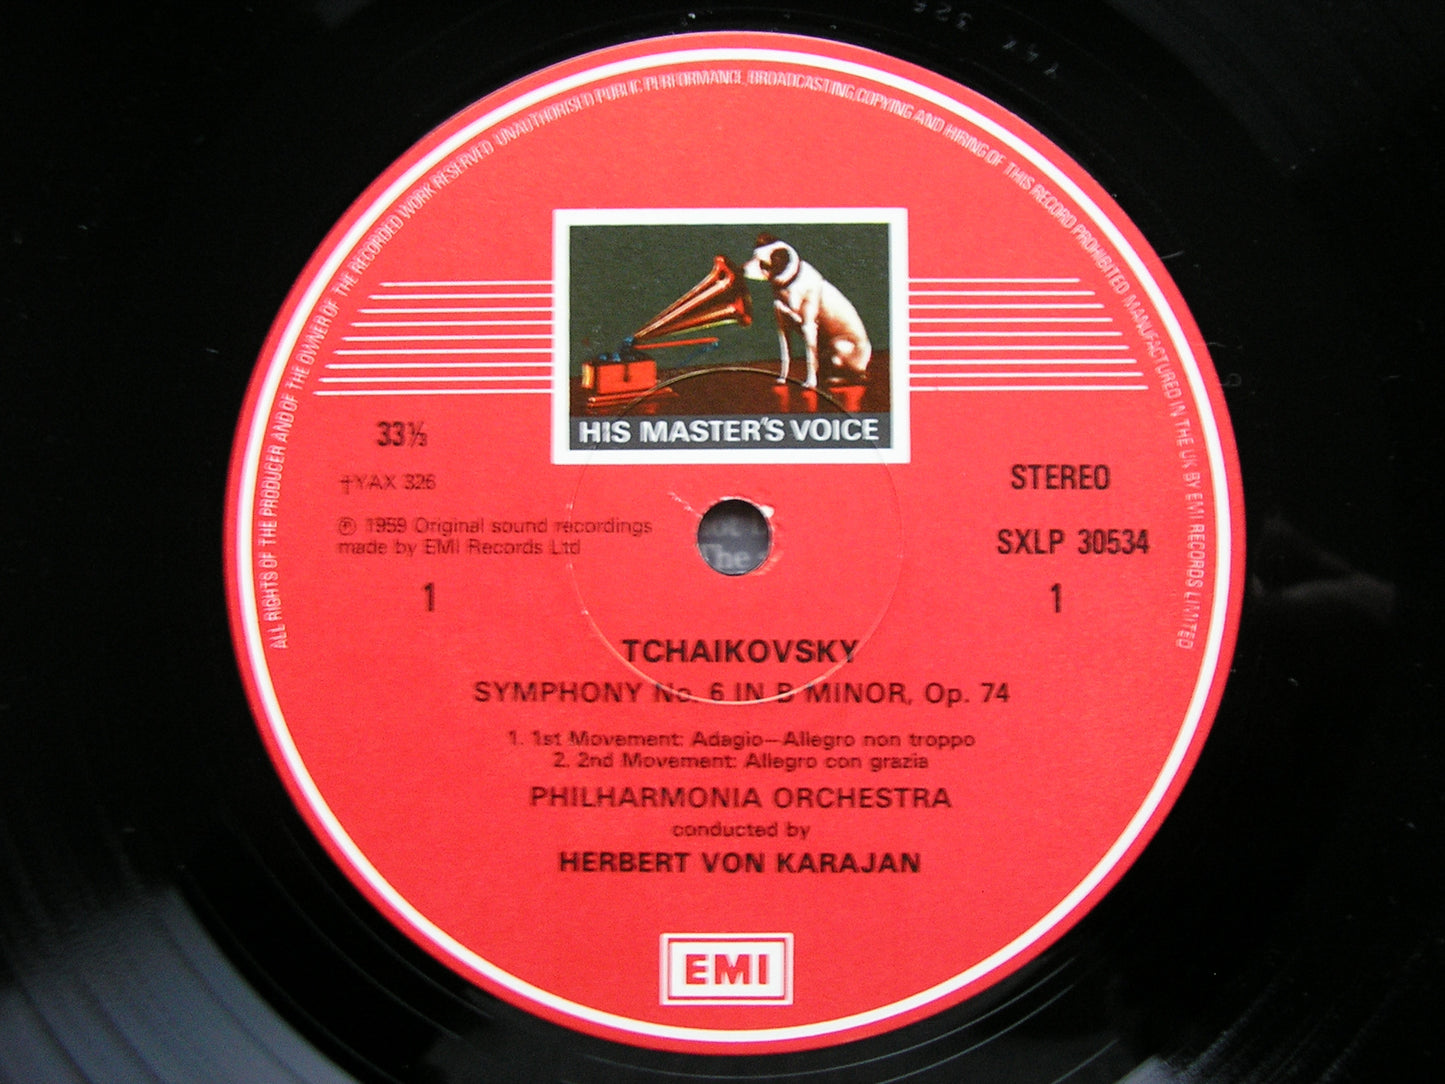 ALL RIGHTS OF THE PRODUCER AND OF THE OWNER OF THE RECORDED WORK RESERVED UNAUTHORISED PUBLIC PERFORMANCE, BROADCASTING, COPYING AND HIRING OF THIS RECORD PROHIBITED MANUFACTURED IN THE UK BY EMI RECORDS LIMITED
HIS MASTER'S VOICE
33⅓
STEREO
†YAX 326
SXLP 30534
℗ 1959 Original sound recordings
made by EMI Records Ltd
1
1
The
TCHAIKOVSKY
SYMPHONY No. 6 IN B MINOR, Op. 74
1. 1st Movement: Adagio—Allegro non troppo
2. 2nd Movement: Allegro con grazia
PHILHARMONIA ORCHESTRA
conducted by
HERBERT VON KARAJAN
EMI